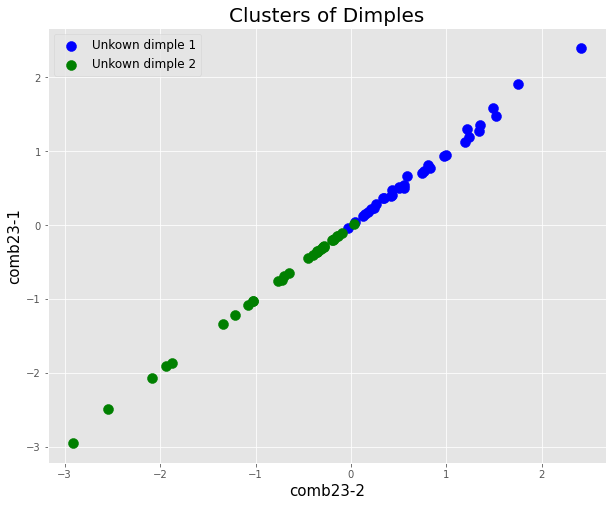 Clusters of Dimples
Unkown dimple 1
Unkown dimple 2
2
1
0
−1
−2
−3
comb23-1
−3 −2 −1 0 1 2
comb23-2